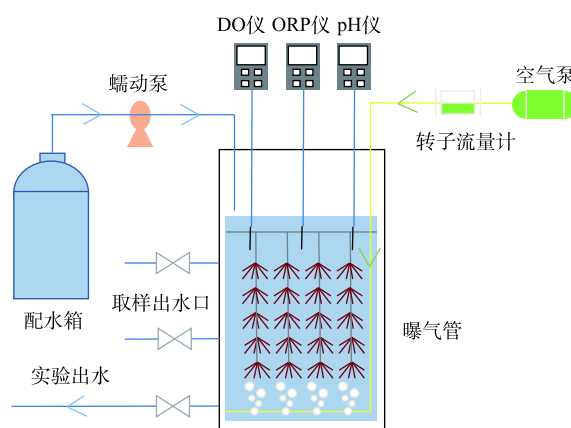 DO仪 ORP仪 pH仪
空气泵
蠕动泵
转子流量计
取样出水口
配水箱
曝气管
实验出水